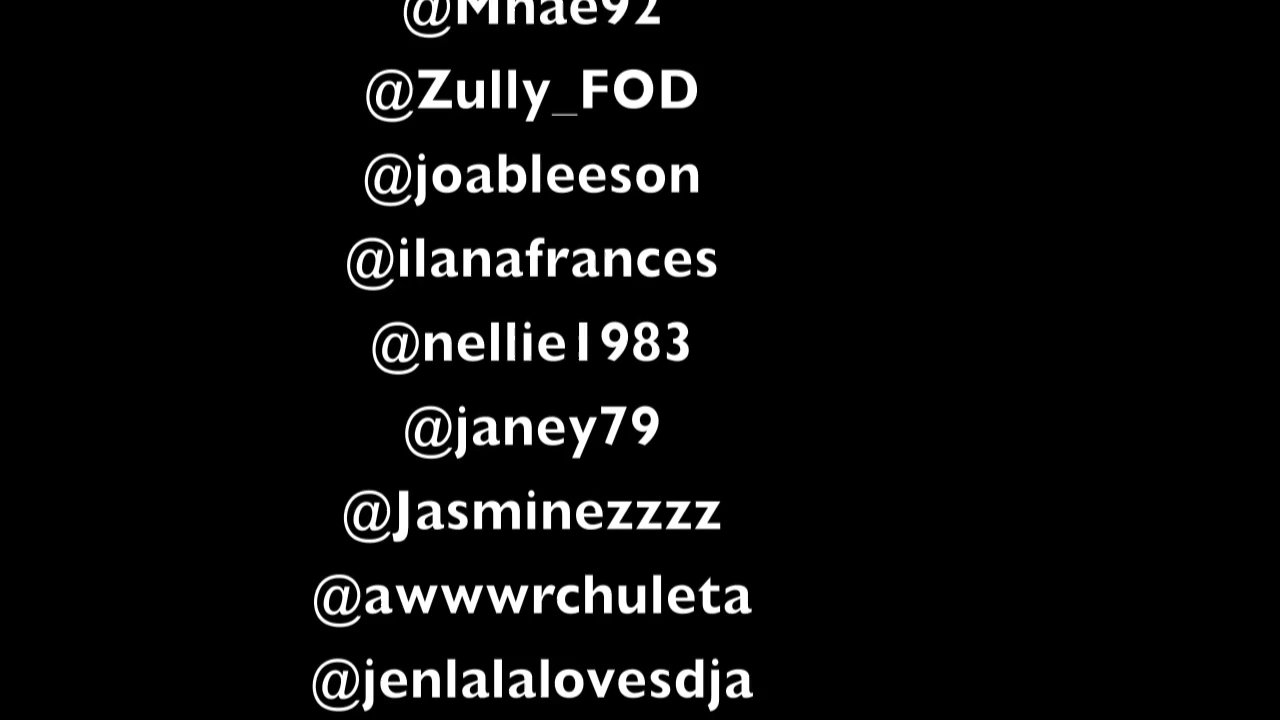 @Zully_FOD
@joableeson
@ilanafrances
@nellie1983
@janey79
@Jasminezzzz
@awwwrchuleta
@jenlalalovesdja